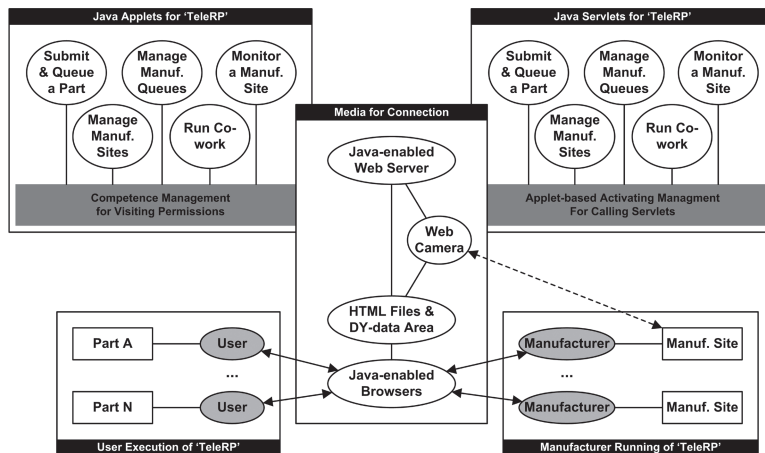 Java Applets for 'TeleRP'
Submit
& Queue
a Part
Manage
Manuf.
Queues
Monitor
a Manuf.
Site
Manage
Manuf.
Sites
Run Co-
work
Competence Management
for Visiting Permissions
Media for Connection
Java-enabled
Web Server
Web
Camera
HTML Files &
DY-data Area
Java-enabled
Browsers
Java Servlets for 'TeleRP'
Submit
& Queue
a Part
Manage
Manuf.
Queues
Monitor
a Manuf.
Site
Manage
Manuf.
Sites
Run Co-
work
Applet-based Activating Managment
For Calling Servlets
Part A
User
...
Part N
User
User Execution of 'TeleRP'
Manufacturer
Manuf. Site
...
Manufacturer
Manuf. Site
Manufacturer Running of 'TeleRP'